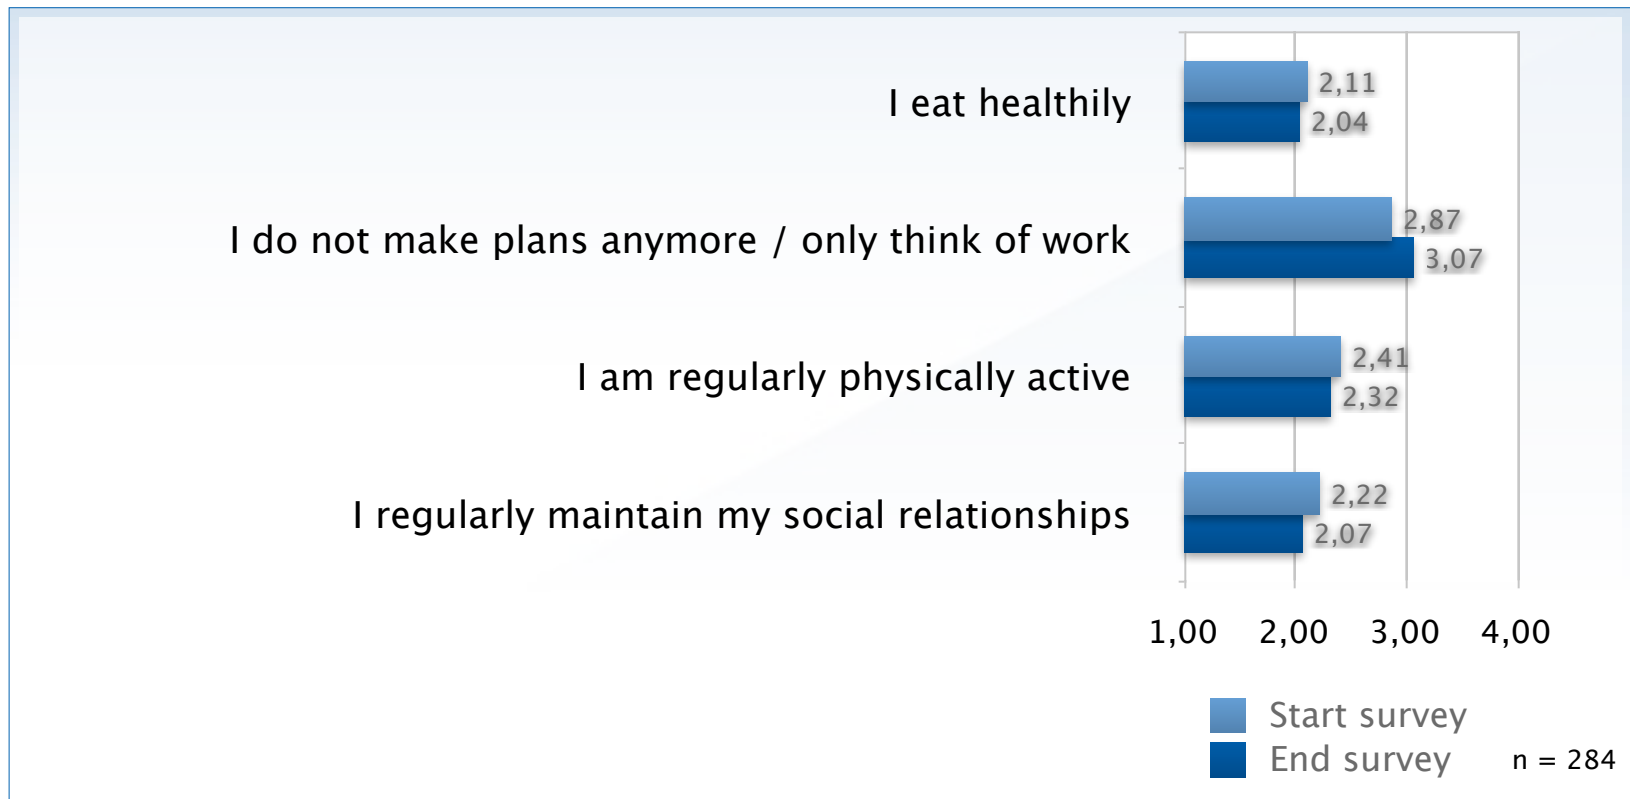 I eat healthily
2,11
2,04
I do not make plans anymore / only think of work
2,87
3,07
I am regularly physically active
2,41
2,32
I regularly maintain my social relationships
2,22
2,07
1,00 2,00 3,00 4,00
Start survey
End survey
n = 284